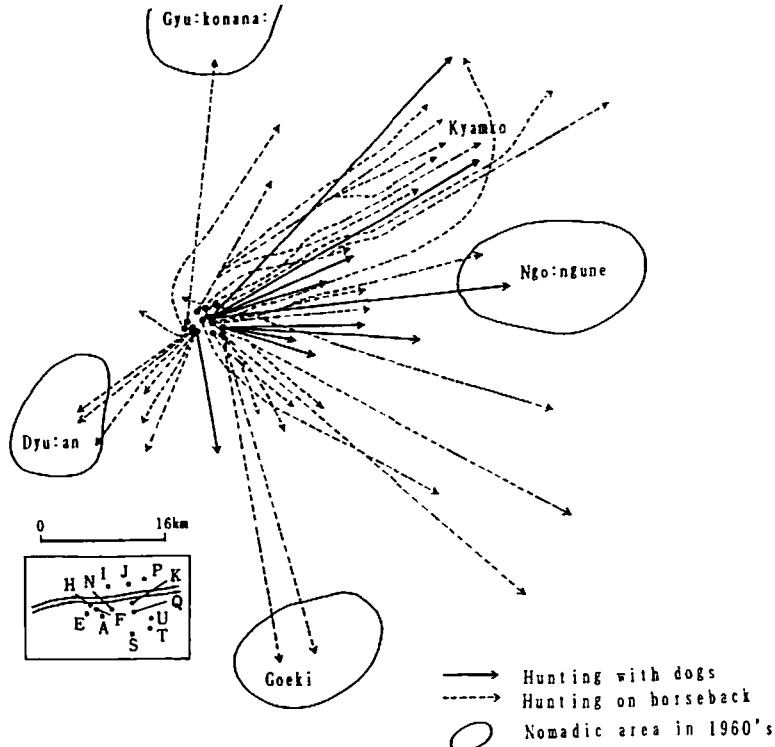 Gyu:konana:
Kyamko
Ngo:ngune
Dyu:an
0 16km
H N I J P K
E A F Q
S U
T
Goeki
Hunting with dogs
Hunting on horseback
Nomadic area in 1960's